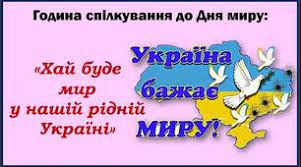 Година спілкування до Дня миру:
«Хай буде
мир
у нашій рідній
Україні»
Україна
бажає
МИРУ!